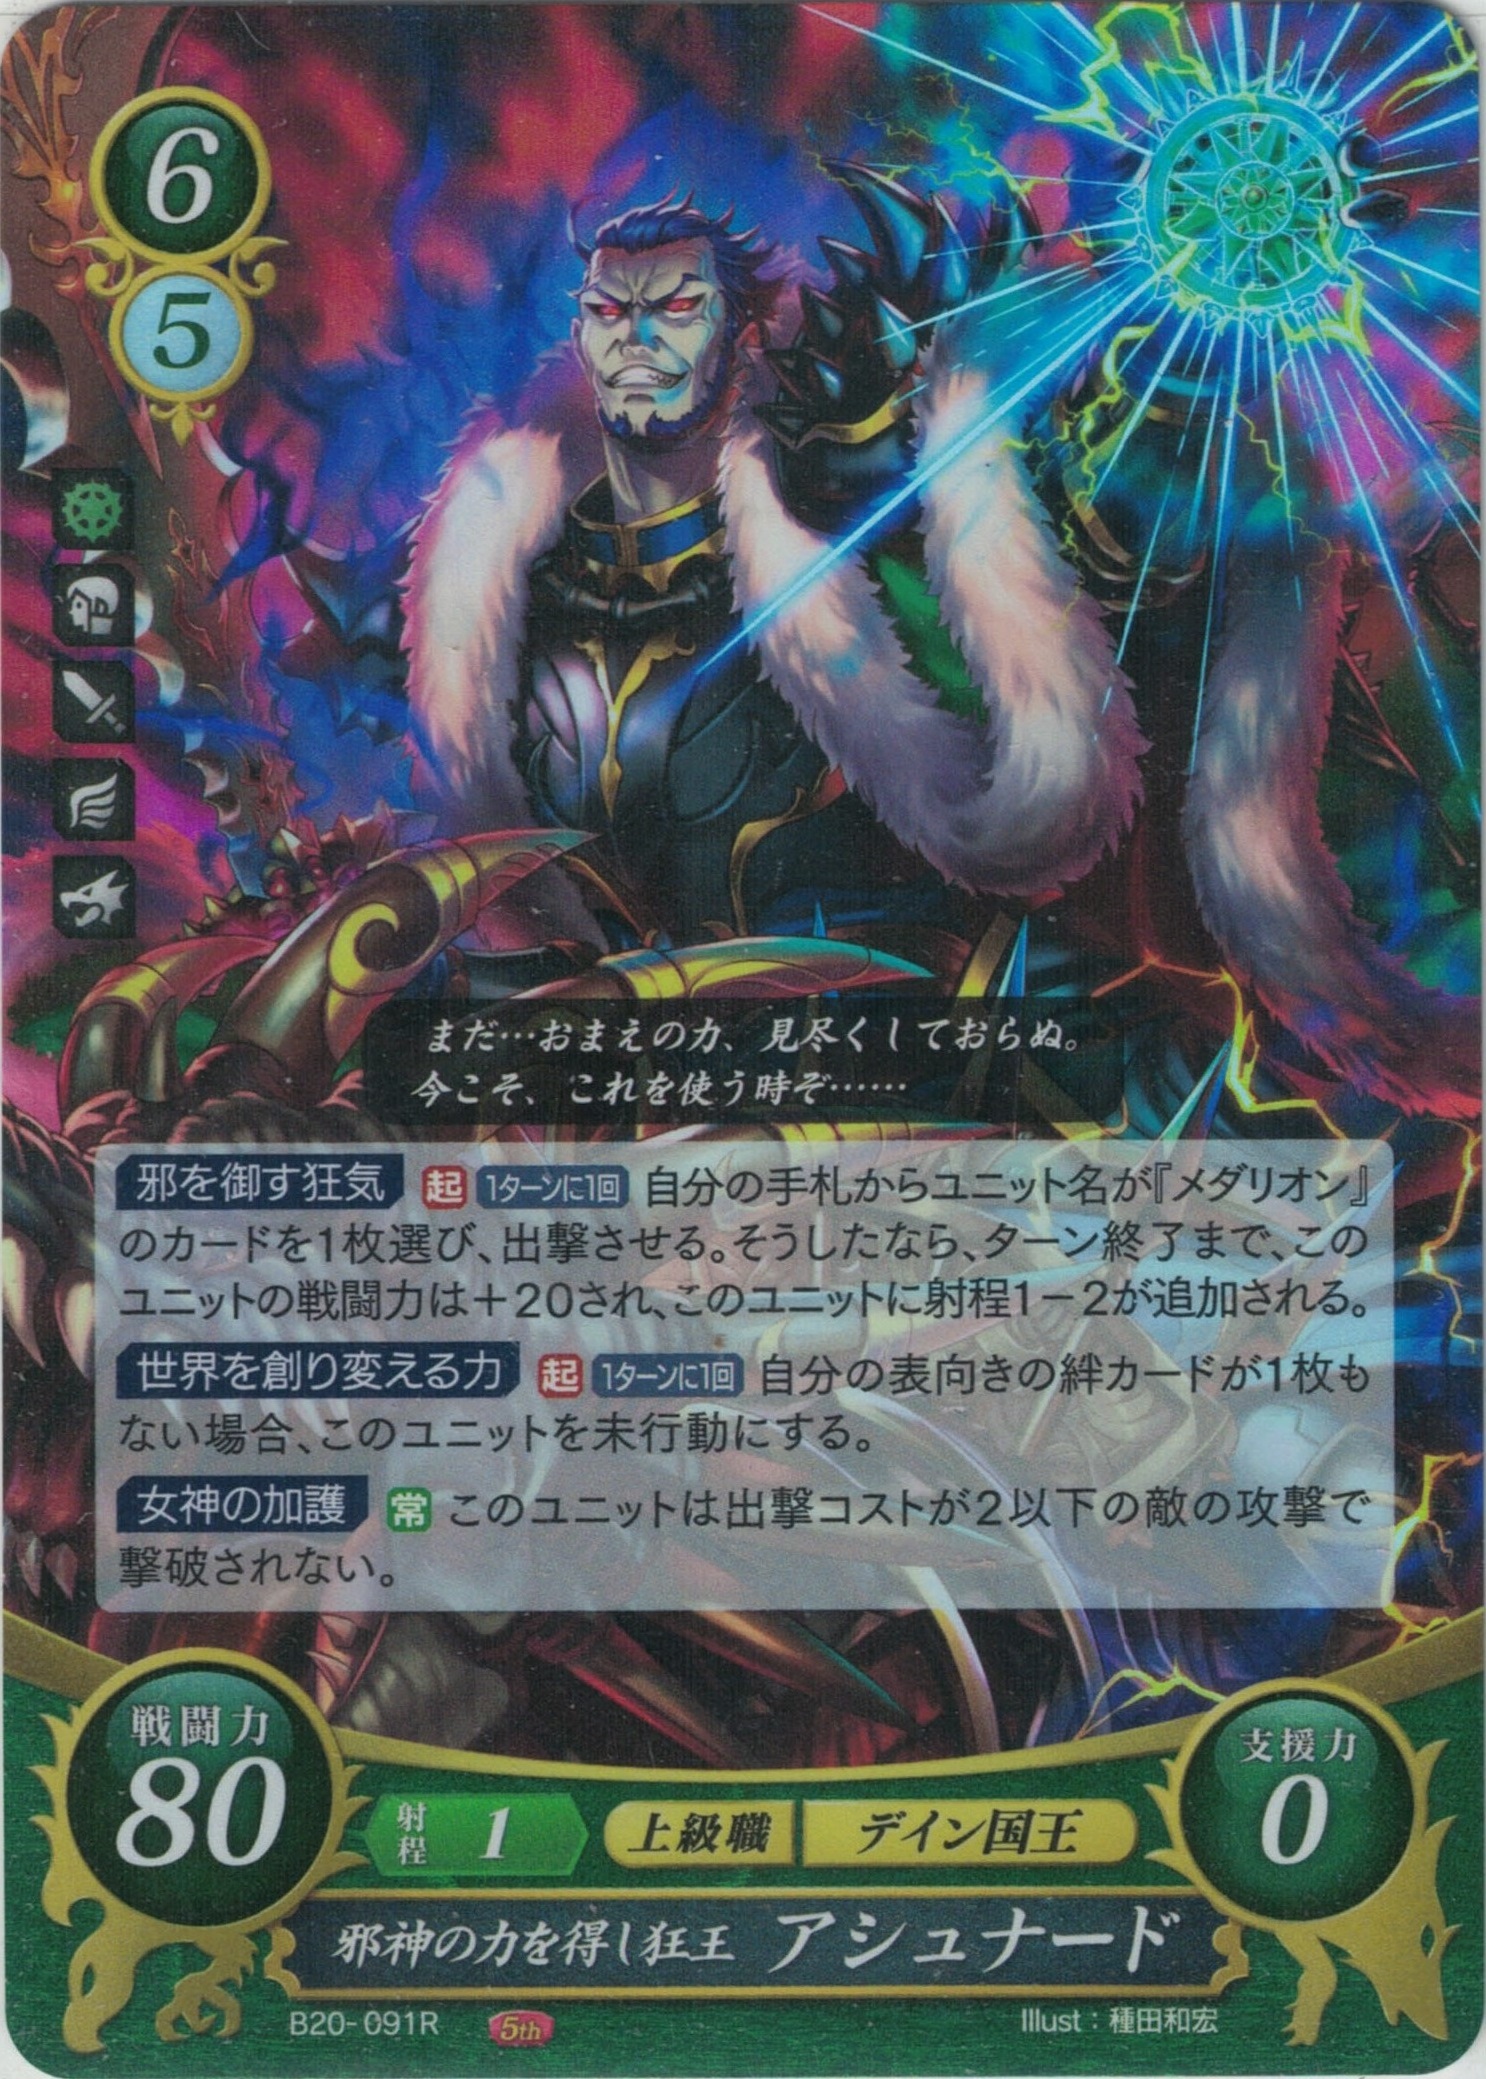 6
5
まだ…おまえの力、見尽くしておらぬ。
今こそ、これを使う時ぞ……
邪を御す狂気 起 1ターンに1回 自分の手札からユニット名が『メダリオン』
のカードを1枚選び、出撃させる。そうしたなら、ターン終了まで、この
ユニットの戦闘力は＋20され、このユニットに射程1－2が追加される。
世界を創り変える力 起 1ターンに1回 自分の表向きの絆カードが1枚も
ない場合、このユニットを未行動にする。
女神の加護 常 このユニットは出撃コストが2以下の敵の攻撃で
撃破されない。
戦闘力
80
射程 1
上級職 デイン国王
支援力
0
邪神の力を得し狂王 アシュナード
B20-091R 5th Illust：種田和宏